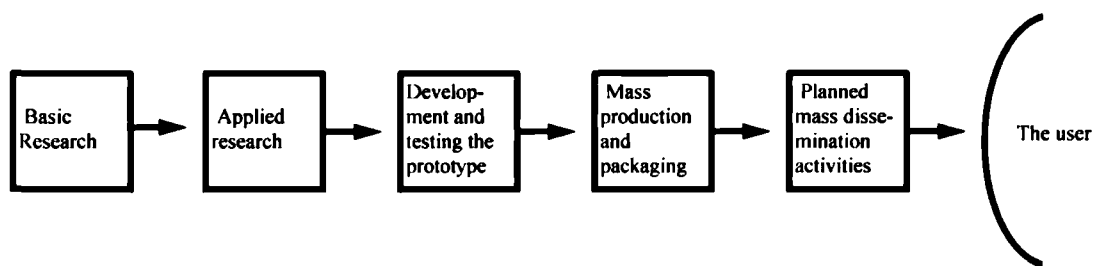 Basic
Research
Applied
research
Develop-
ment and
testing the
prototype
Mass
production
and
packaging
Planned
mass disse-
mination
activities
The user